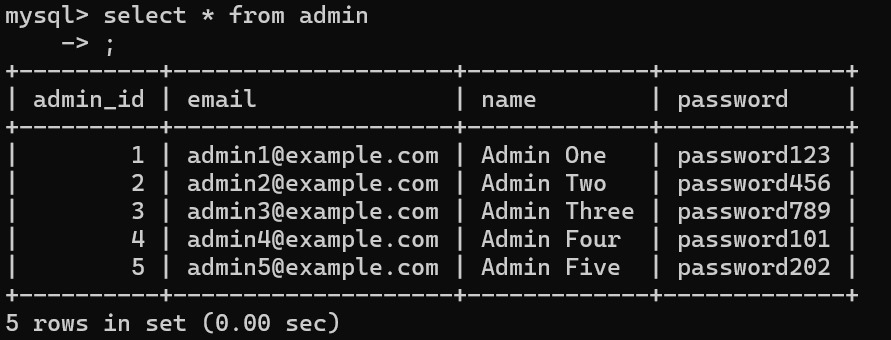 mysql> select * from admin
    -> ;
+----------+--------------------+-------------+-------------+
| admin_id | email              | name        | password    |
+----------+--------------------+-------------+-------------+
|        1 | admin1@example.com | Admin One   | password123 |
|        2 | admin2@example.com | Admin Two   | password456 |
|        3 | admin3@example.com | Admin Three | password789 |
|        4 | admin4@example.com | Admin Four  | password101 |
|        5 | admin5@example.com | Admin Five  | password202 |
+----------+--------------------+-------------+-------------+
5 rows in set (0.00 sec)